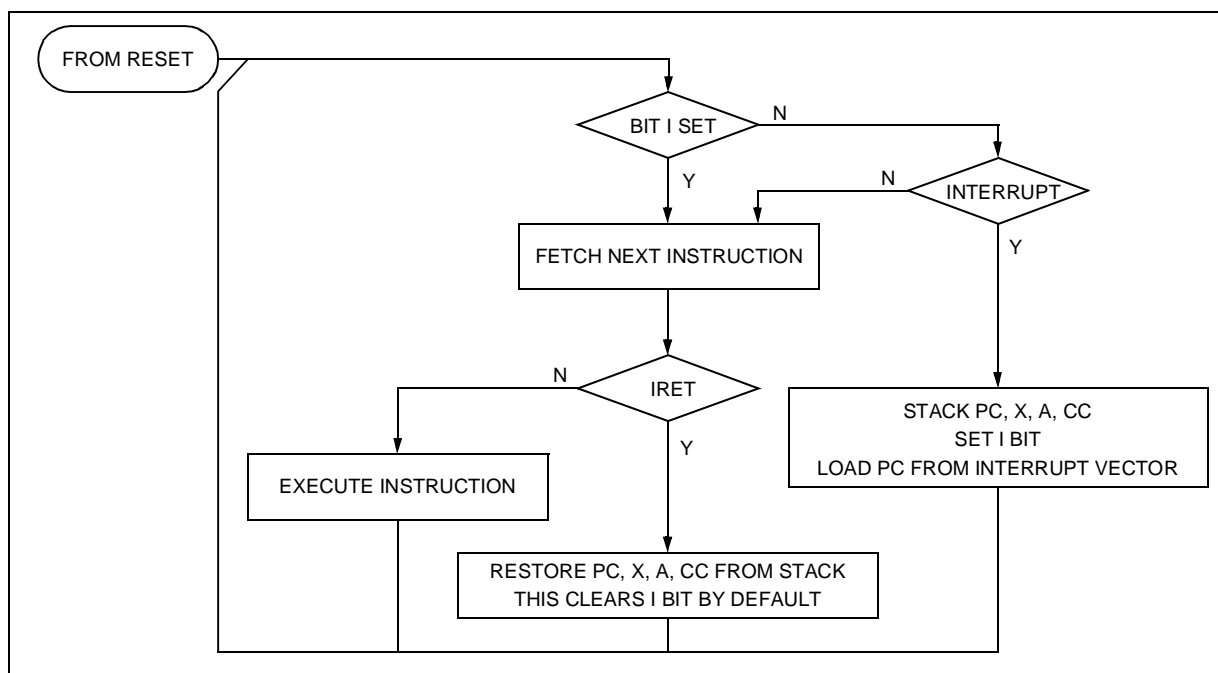 FROM RESET
BIT I SET
N
Y
N
INTERRUPT
Y
FETCH NEXT INSTRUCTION
N
IRET
Y
STACK PC, X, A, CC
SET I BIT
LOAD PC FROM INTERRUPT VECTOR
EXECUTE INSTRUCTION
RESTORE PC, X, A, CC FROM STACK
THIS CLEARS I BIT BY DEFAULT